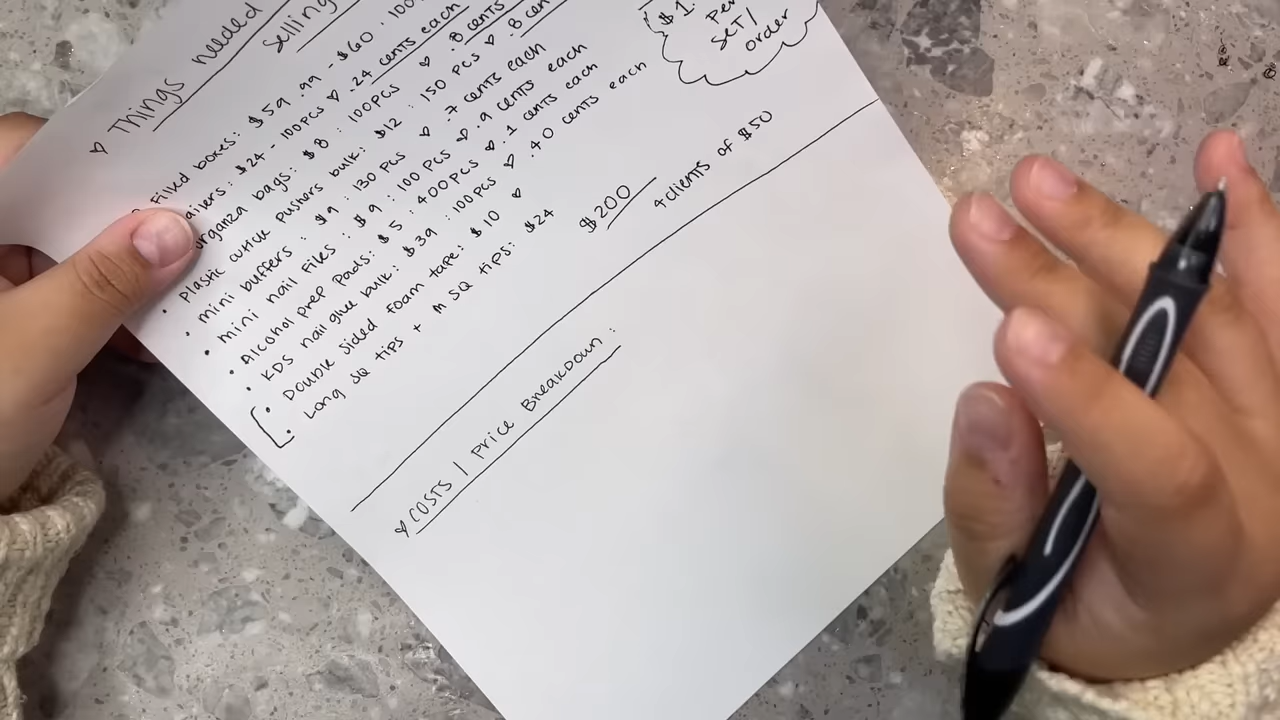 ♥ Things needed
Selling
Filled boxes: $59.99 - $60 . 100
ailers: $24 - 100pcs ♥ .24 cents each
organza bags: $8 : 100pcs ♥ .8 cents
• Plastic cuticle pushers bulk: $12 : 150 pcs ♥ .8 cen
• mini buffers : $9 : 130 pcs ♥ .7 cents each
• mini nail files : $9 : 100 pcs ♥ .9 cents each
• Alcohol prep pads: $5 : 400pcs ♥ .1 cents each
• KDS nail glue bulk: $39 : 100pcs ♥ .40 cents each
• Double sided foam tape: $10 ♥
• Long SQ tips + M SQ tips: $24
$1.
Per
set/
order
$200
4 clients of $50
♥ COSTS | Price Breakdown: